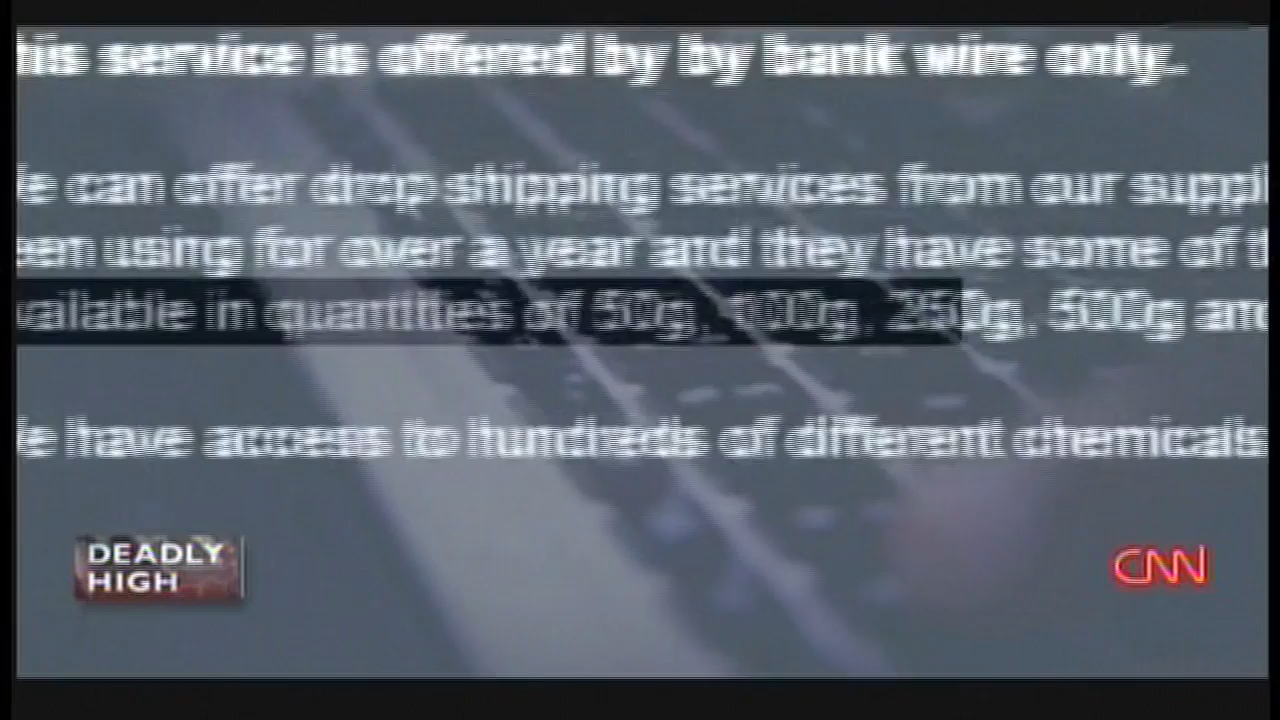 his service is offered by by bank wire only.
e can offer drop shipping services from our suppli
een using for over a year and they have some of t
vailable in quantities of 50g, 100g, 250g, 500g and
e have access to hundreds of different chemicals
DEADLY
HIGH
CNN